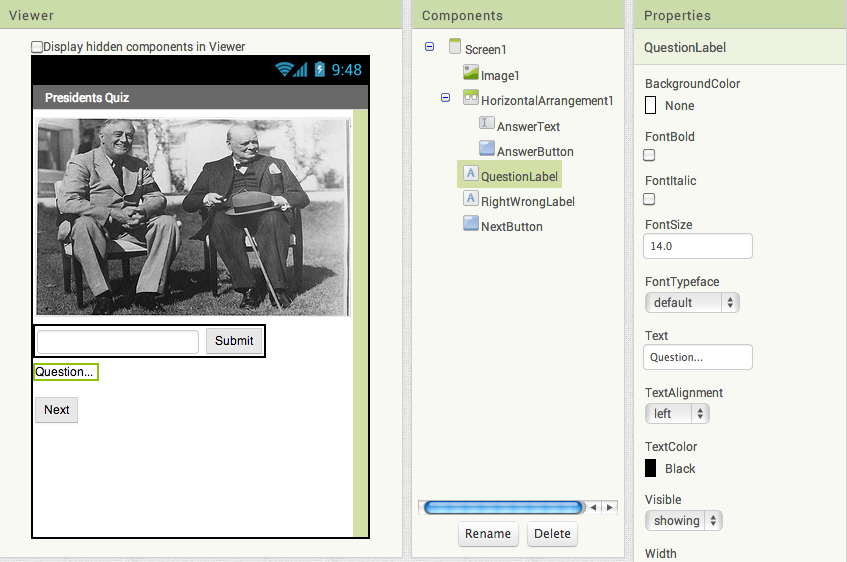 Viewer
Display hidden components in Viewer
9:48
Presidents Quiz
Submit
Question...
Next
Components
Screen1
Image1
HorizontalArrangement1
AnswerText
AnswerButton
A QuestionLabel
A RightWrongLabel
NextButton
Rename Delete
Properties
QuestionLabel
BackgroundColor
None
FontBold
FontItalic
FontSize
14.0
FontTypeface
default
Text
Question...
TextAlignment
left
TextColor
Black
Visible
showing
Width